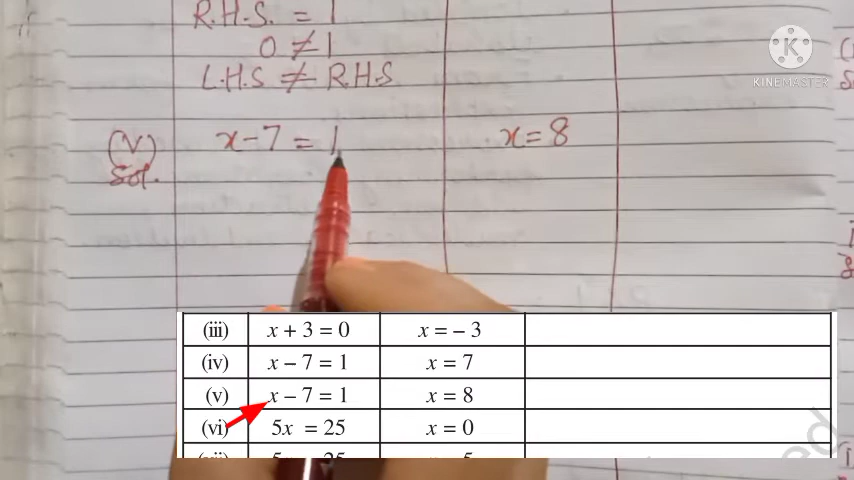 R.H.S. = 1
0 ≠ 1
L.H.S ≠ R.H.S
KINEMASTER
(v) x-7 = 1 x = 8
Sol.
(iii) x + 3 = 0 x = – 3
(iv) x – 7 = 1 x = 7
(v) x – 7 = 1 x = 8
(vi) 5x = 25 x = 0